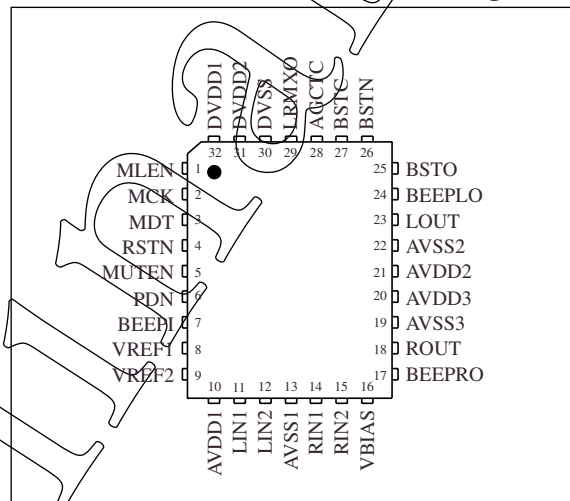 DVDD1
DVDD2
DVSS
LRMXO
AGCTC
BSTC
BSTN
32 31 30 29 28 27 26
MLEN 1 25 BSTO
MCK 2 24 BEEPLO
MDT 3 23 LOUT
RSTN 4 22 AVSS2
MUTEN 5 21 AVDD2
PDN 6 20 AVDD3
BEEPI 7 19 AVSS3
VREF1 8 18 ROUT
VREF2 9 17 BEEPRO
10 11 12 13 14 15 16
AVDD1
LIN1
LIN2
AVSS1
RIN1
RIN2
VBIAS